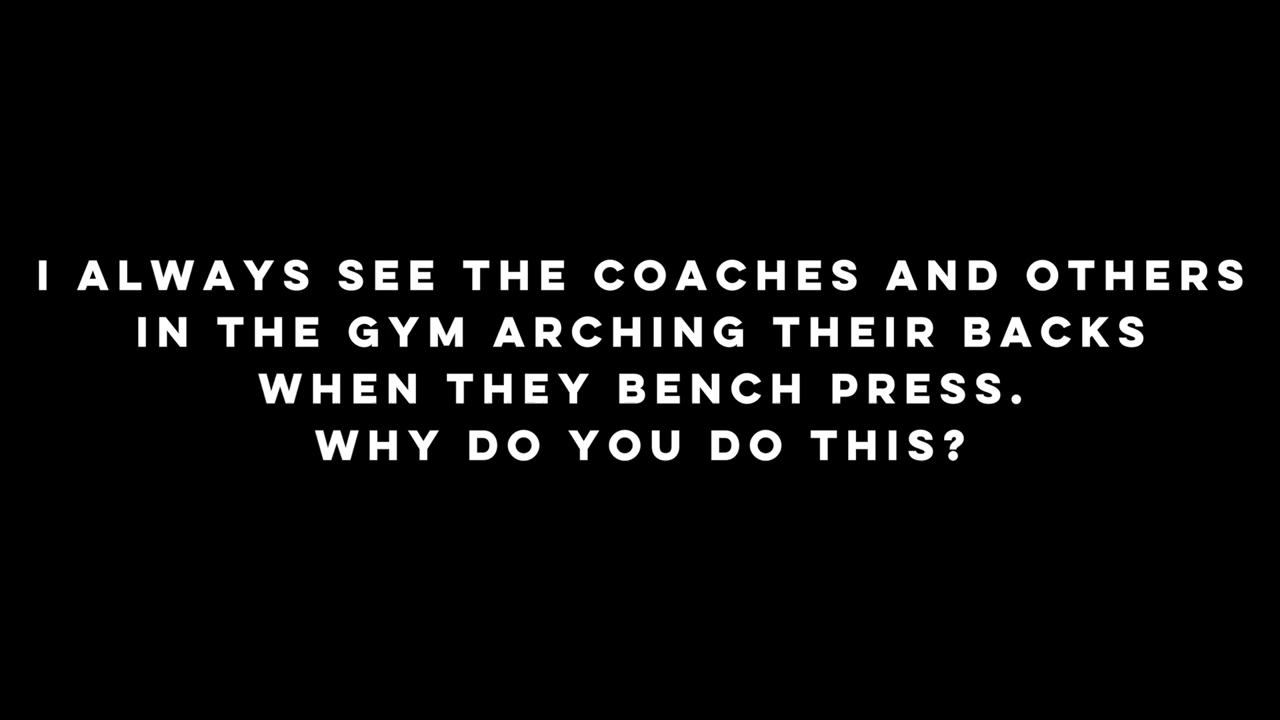 I ALWAYS SEE THE COACHES AND OTHERS
IN THE GYM ARCHING THEIR BACKS
WHEN THEY BENCH PRESS.
WHY DO YOU DO THIS?